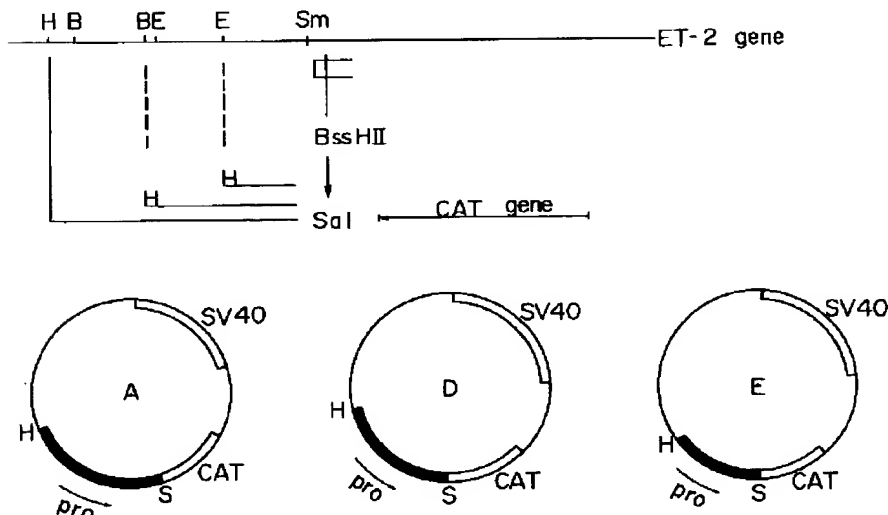 H B BE E Sm
ET-2 gene
BssHII
H
H
H
Sal CAT gene
SV40
A
H
CAT
S
pro
SV40
D
H
CAT
S
pro
SV40
E
H
CAT
S
pro